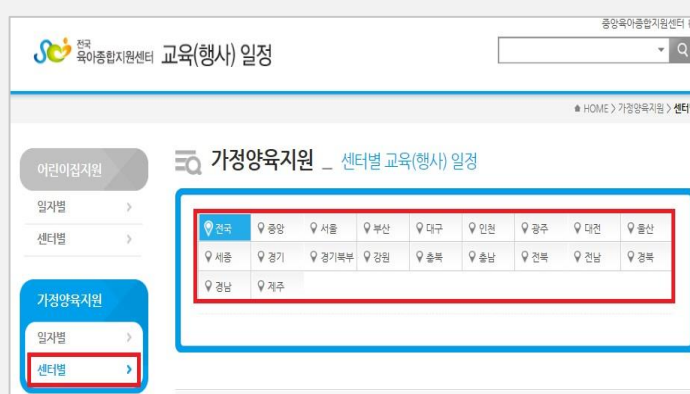 중앙육아종합지원센터
전국
육아종합지원센터 교육(행사) 일정
HOME > 가정양육지원 > 센터
어린이집지원
일자별 >
센터별 >
가정양육지원
일자별 >
센터별 >
가정양육지원 _ 센터별 교육(행사) 일정
전국 중앙 서울 부산 대구 인천 광주 대전 울산
세종 경기 경기북부 강원 충북 충남 전북 전남 경북
경남 제주